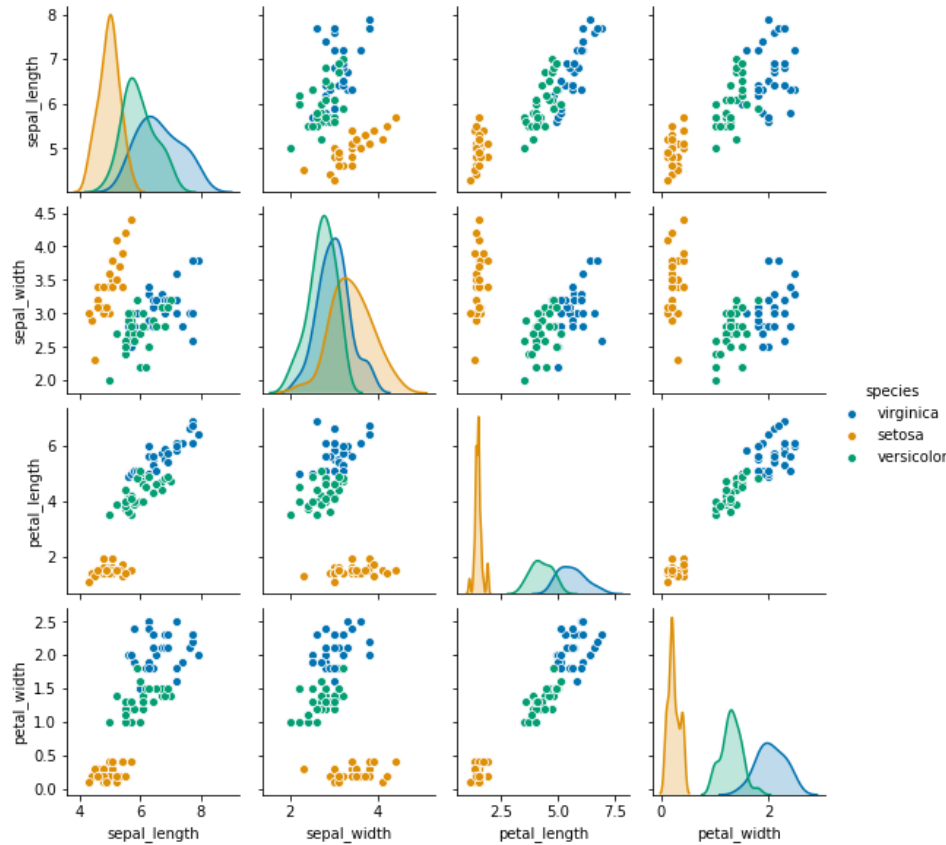 8
7
6
5
sepal_length
4.5
4.0
3.5
3.0
2.5
2.0
sepal_width
species
virginica
setosa
versicolor
6
4
2
petal_length
2.5
2.0
1.5
1.0
0.5
0.0
petal_width
4 6 8 2 4 2.5 5.0 7.5 0 2
sepal_length sepal_width petal_length petal_width